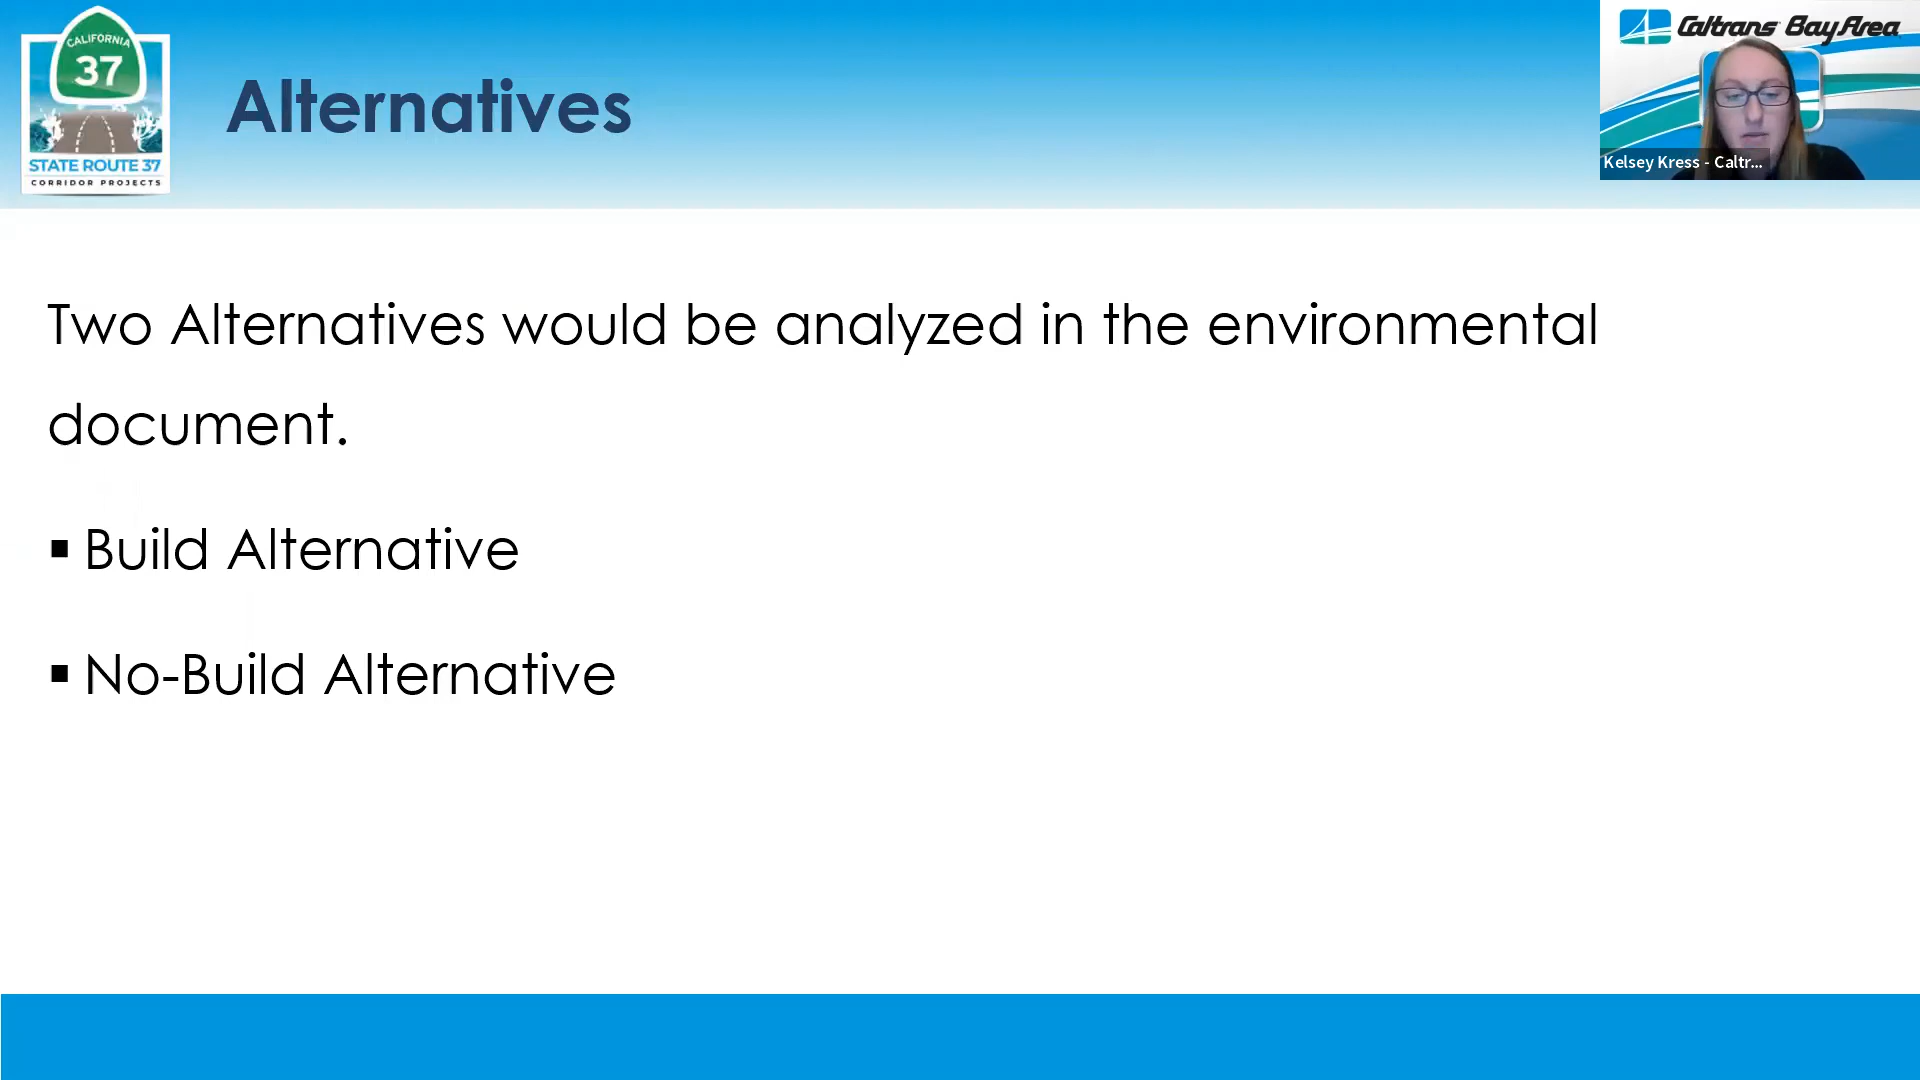 CALIFORNIA
37
STATE ROUTE 37
CORRIDOR PROJECTS
Alternatives
Caltrans Bay Area
Kelsey Kress - Caltr...
Two Alternatives would be analyzed in the environmental
document.
▪ Build Alternative
▪ No-Build Alternative